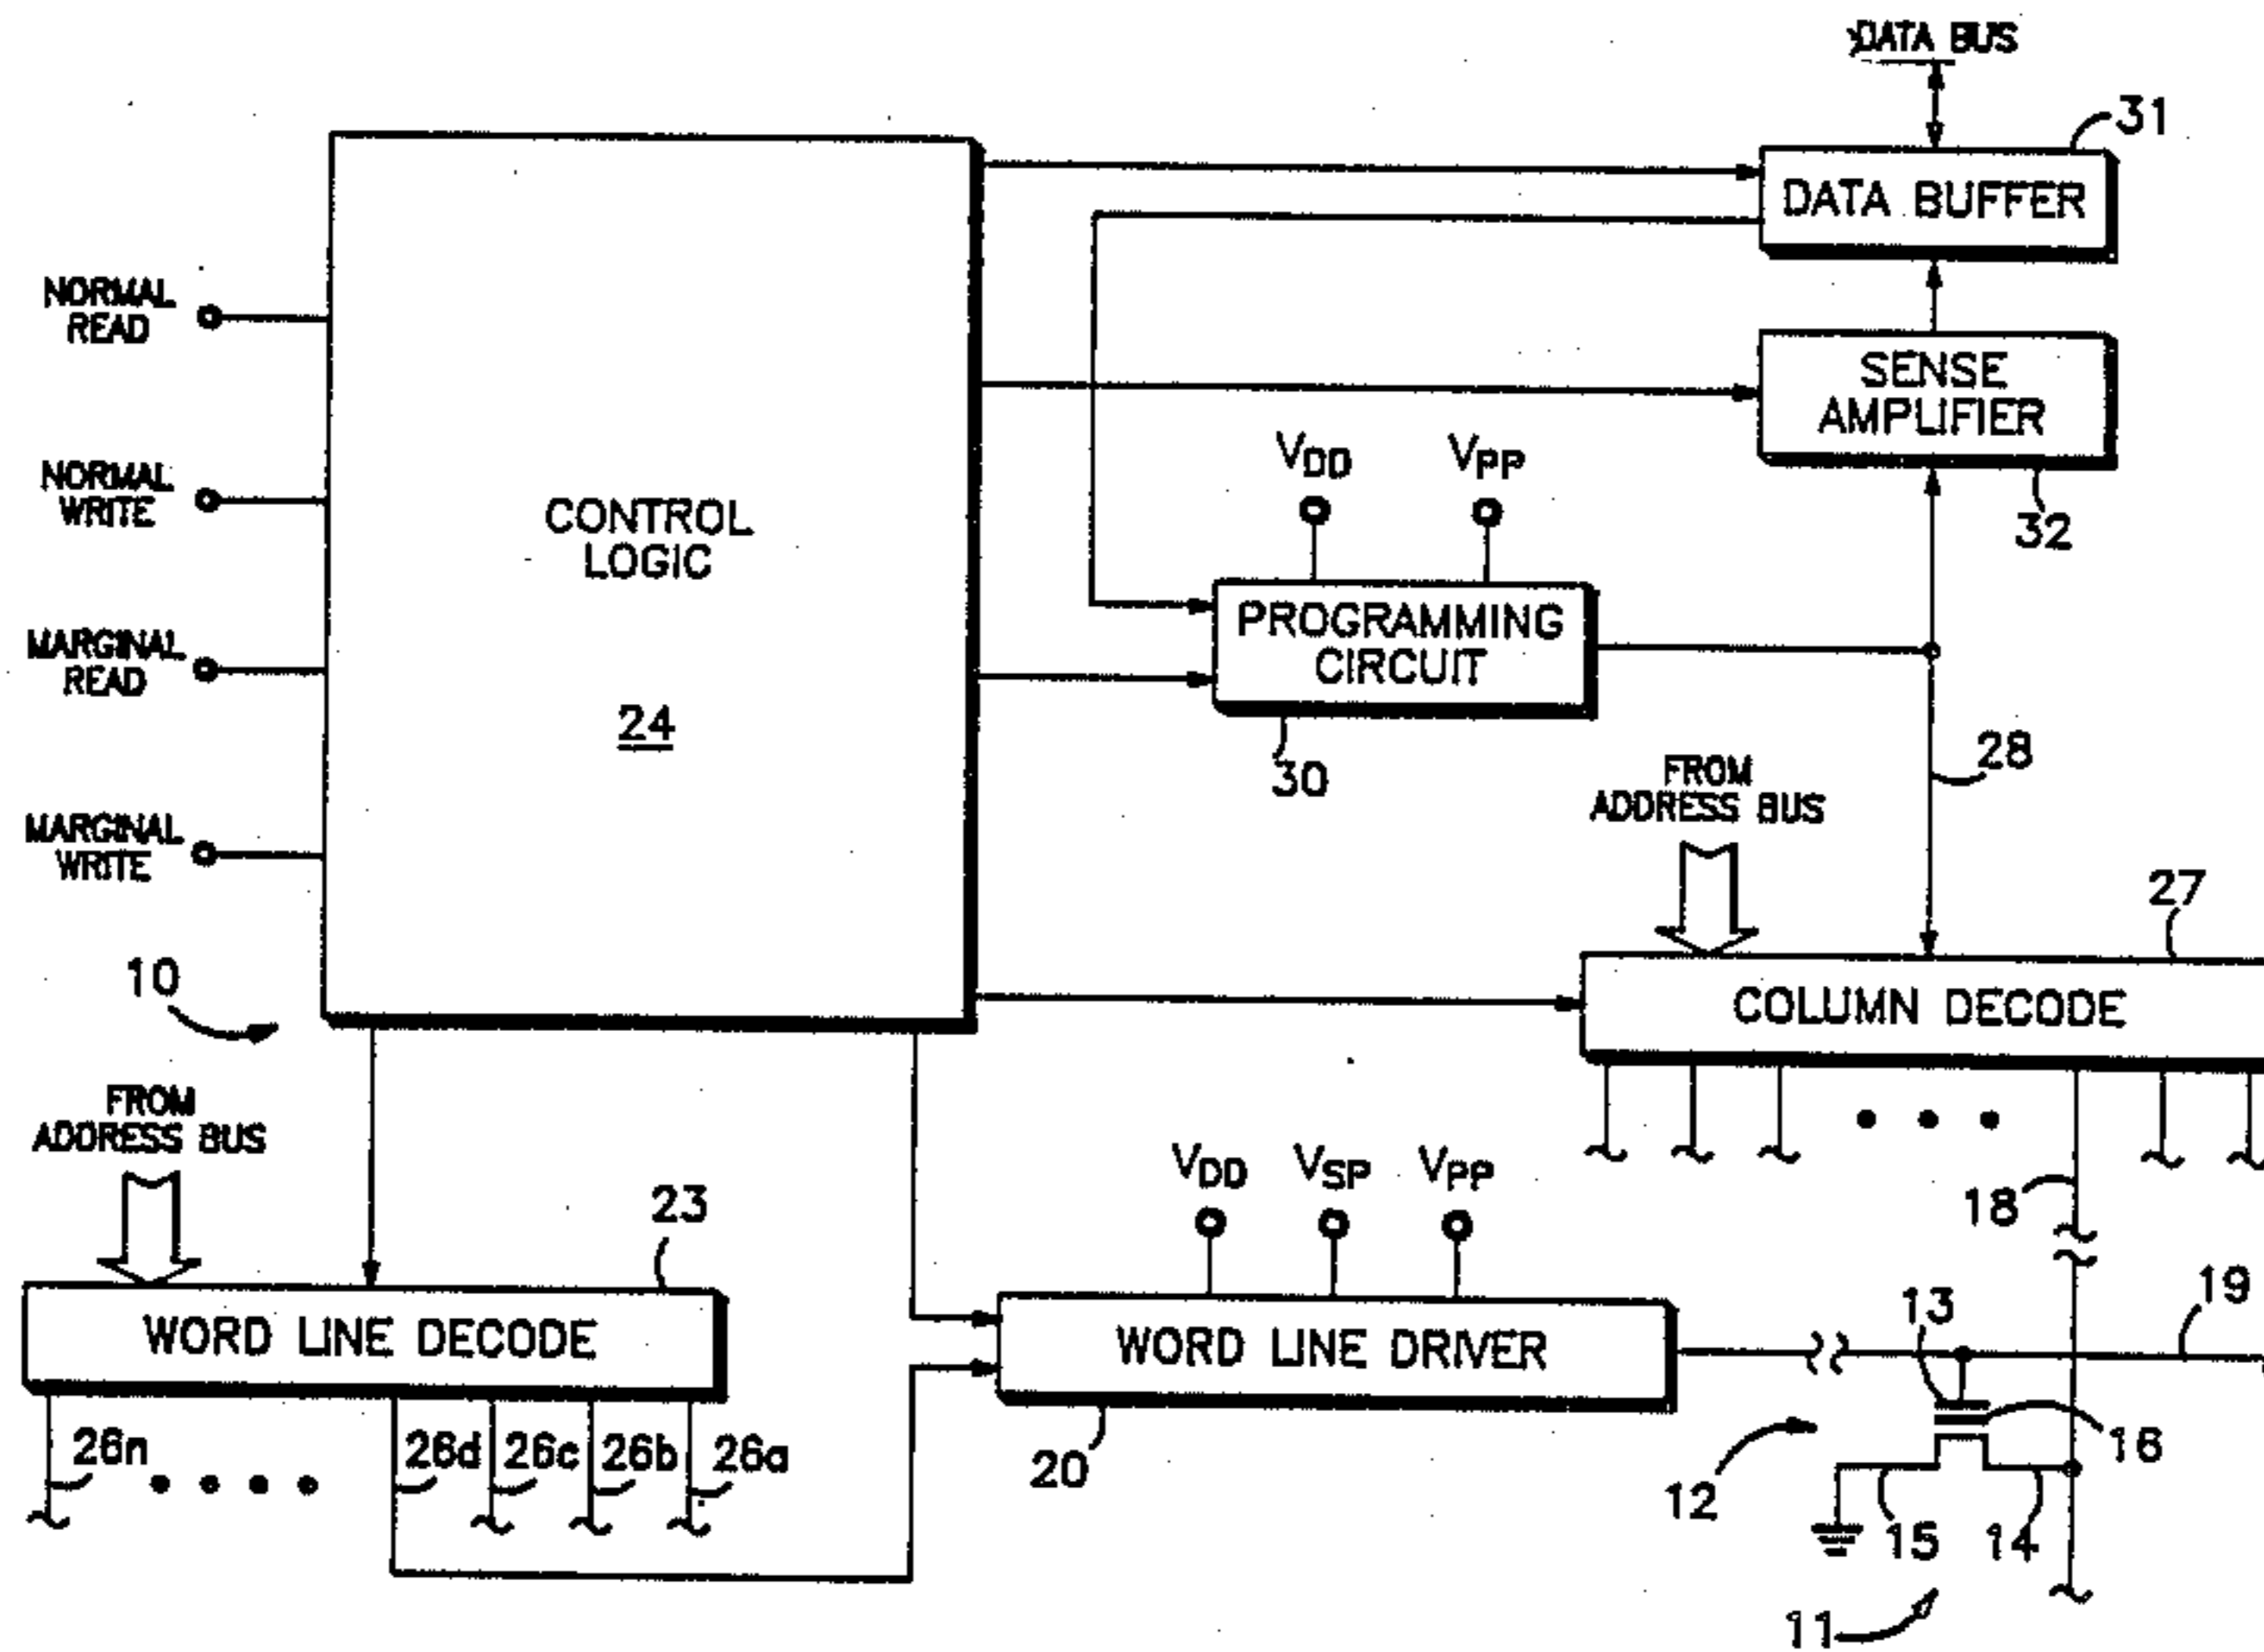 DATA BUS
31
DATA BUFFER
NORMAL
READ
SENSE
AMPLIFIER
32
NORMAL
WRITE
CONTROL
LOGIC
24
VDD
VPP
PROGRAMMING
CIRCUIT
30
MARGINAL
READ
28
FROM
ADDRESS BUS
MARGINAL
WRITE
27
COLUMN DECODE
10
FROM
ADDRESS BUS
18
VDD
VSP
VPP
23
WORD LINE DECODE
WORD LINE DRIVER
20
13
19
26n
26d
26c
26b
26a
12
16
15
14
11